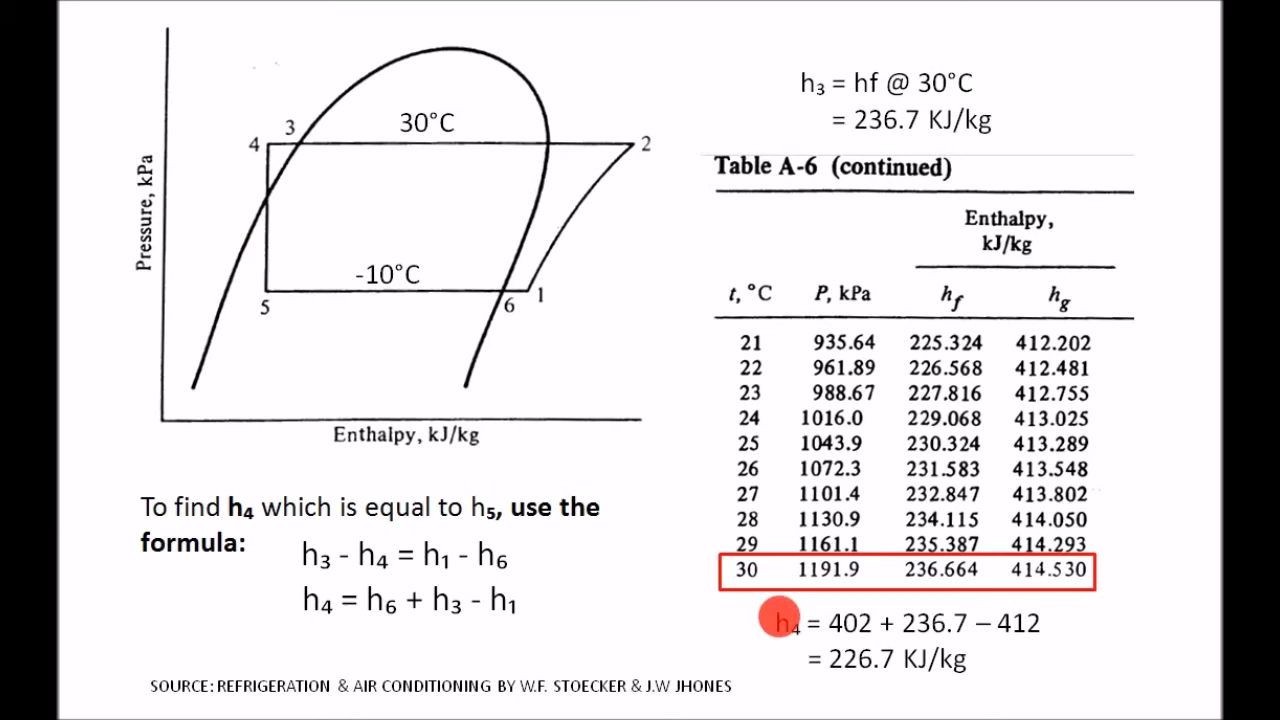 Pressure, kPa
4
3
30°C
2
-10°C
5
6
1
Enthalpy, kJ/kg
To find h₄ which is equal to h₅, use the
formula:
h₃ - h₄ = h₁ - h₆
h₄ = h₆ + h₃ - h₁
h₃ = hf @ 30°C
= 236.7 KJ/kg
Table A-6 (continued)
Enthalpy,
kJ/kg
t, °C P, kPa hf hg
21 935.64 225.324 412.202
22 961.89 226.568 412.481
23 988.67 227.816 412.755
24 1016.0 229.068 413.025
25 1043.9 230.324 413.289
26 1072.3 231.583 413.548
27 1101.4 232.847 413.802
28 1130.9 234.115 414.050
29 1161.1 235.387 414.293
30 1191.9 236.664 414.530
h₄ = 402 + 236.7 – 412
= 226.7 KJ/kg
SOURCE: REFRIGERATION & AIR CONDITIONING BY W.F. STOECKER & J.W JHONES